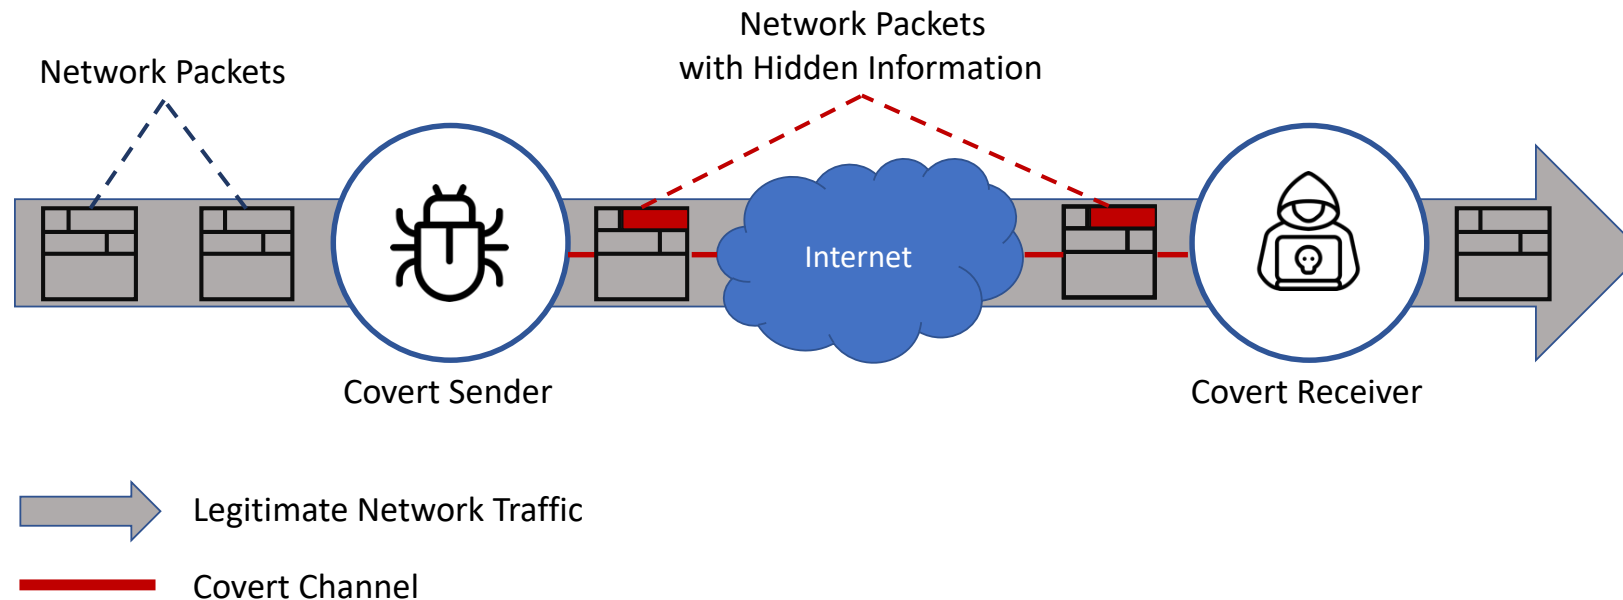 Network Packets
Network Packets
with Hidden Information
Internet
Covert Sender
Covert Receiver
Legitimate Network Traffic
Covert Channel